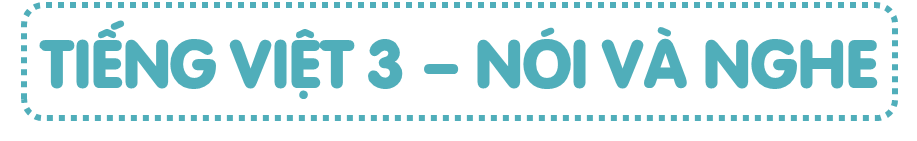 TIẾNG VIỆT 3 – NÓI VÀ NGHE